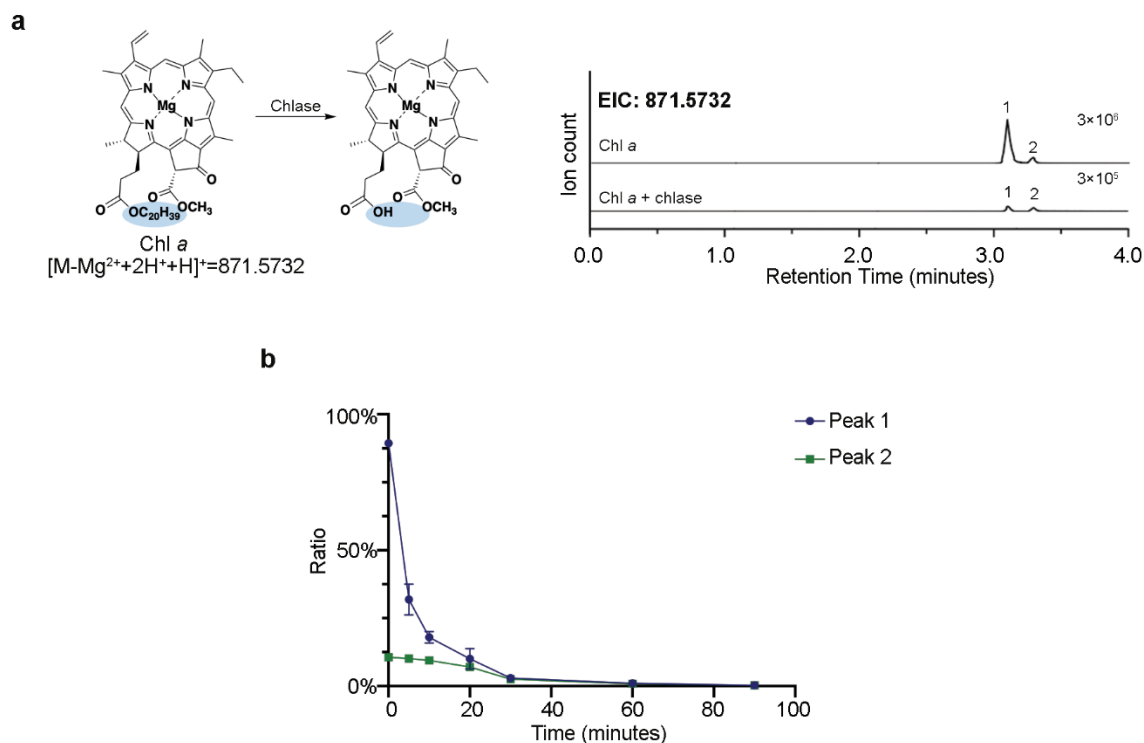 a
N
N
Mg
N
N
O
O
O
OC₂₀H₃₉
OCH₃
Chl a
[M-Mg²⁺+2H⁺+H]⁺=871.5732
Chlase
N
N
Mg
N
N
O
O
O
OH
OCH₃
EIC: 871.5732
Ion count
Chl a
1
2
3×10⁶
Chl a + chlase
1
2
3×10⁵
0.0 1.0 2.0 3.0 4.0
Retention Time (minutes)
b
100%
50%
0%
Ratio
0 20 40 60 80 100
Time (minutes)
Peak 1
Peak 2